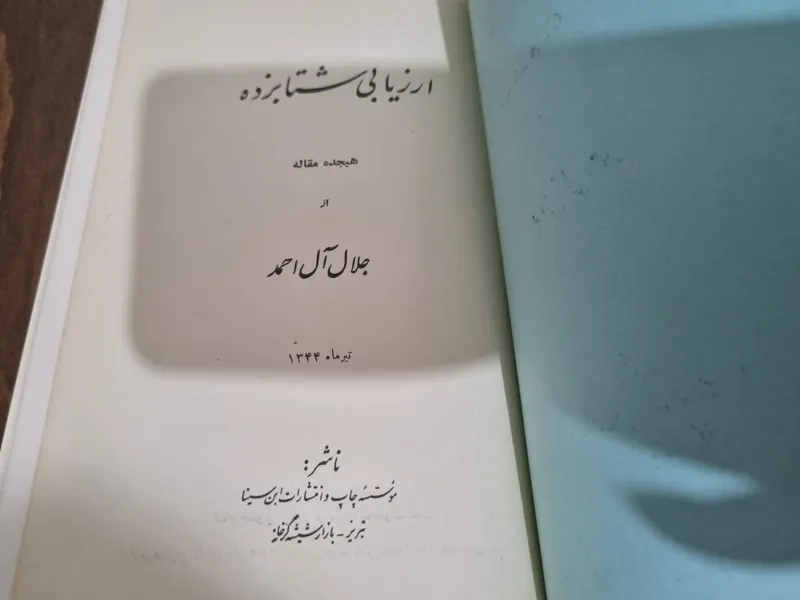 ارزیابی شتابزده
هیجده مقاله
از
جلال آل احمد
تیرماه ۱۳۴۴
ناشر:
مؤسسه چاپ و انتشارات ابن سینا
تبریز - بازار شیشه گرخانه